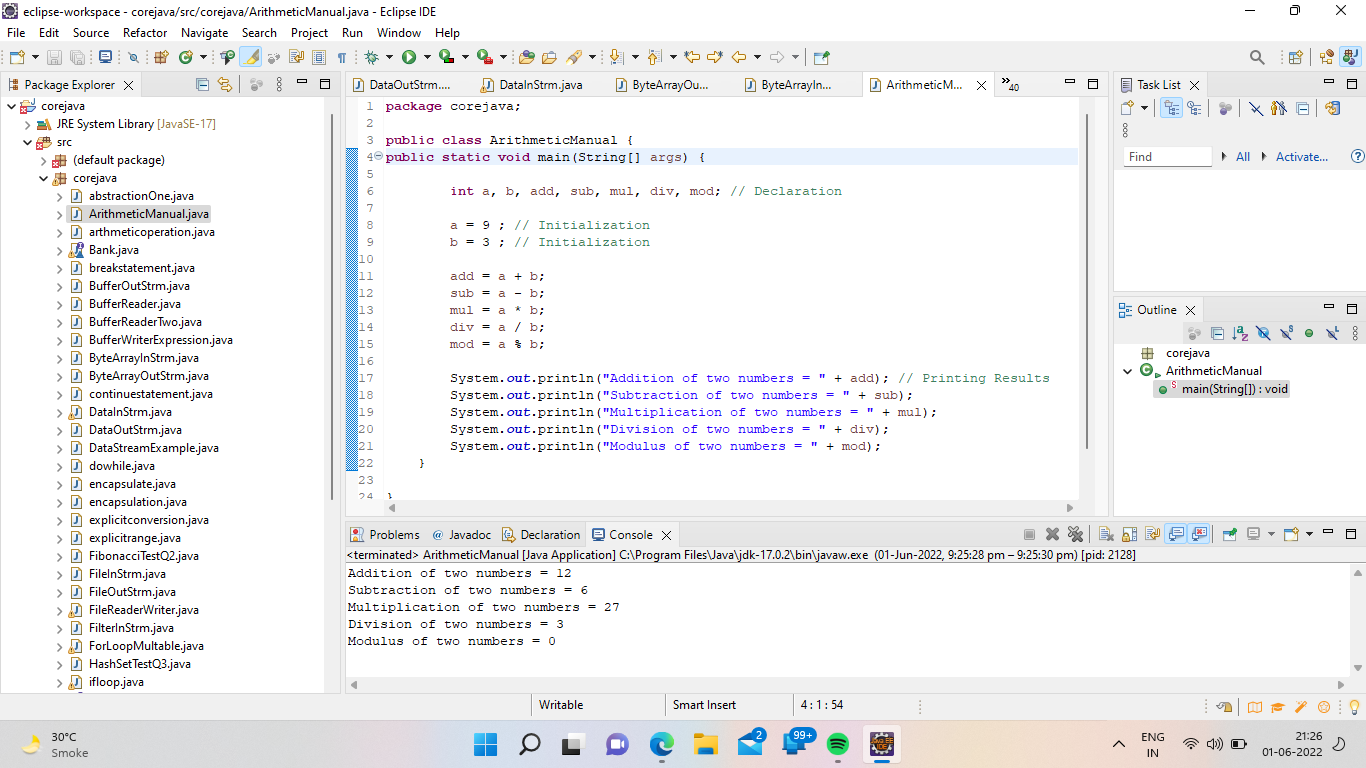 eclipse-workspace - corejava/src/corejava/ArithmeticManual.java - Eclipse IDE
File Edit Source Refactor Navigate Search Project Run Window Help
Package Explorer
corejava
JRE System Library [JavaSE-17]
src
(default package)
corejava
abstractionOne.java
ArithmeticManual.java
arthmeticoperation.java
Bank.java
breakstatement.java
BufferOutStrm.java
BufferReader.java
BufferReaderTwo.java
BufferWriterExpression.java
ByteArrayInStrm.java
ByteArrayOutStrm.java
continuestatement.java
DataInStrm.java
DataOutStrm.java
DataStreamExample.java
dowhile.java
encapsulate.java
encapsulation.java
explicitconversion.java
explicitrange.java
FibonacciTestQ2.java
FileInStrm.java
FileOutStrm.java
FileReaderWriter.java
FilterInStrm.java
ForLoopMultable.java
HashSetTestQ3.java
ifloop.java
DataOutStrm.... DataInStrm.java ByteArrayOu... ByteArrayIn... ArithmeticM... »40
1 package corejava;
2
3 public class ArithmeticManual {
4 public static void main(String[] args) {
5
6 int a, b, add, sub, mul, div, mod; // Declaration
7
8 a = 9 ; // Initialization
9 b = 3 ; // Initialization
10
11 add = a + b;
12 sub = a - b;
13 mul = a * b;
14 div = a / b;
15 mod = a % b;
16
17 System.out.println("Addition of two numbers = " + add); // Printing Results
18 System.out.println("Subtraction of two numbers = " + sub);
19 System.out.println("Multiplication of two numbers = " + mul);
20 System.out.println("Division of two numbers = " + div);
21 System.out.println("Modulus of two numbers = " + mod);
22 }
23
24 }
Task List
Find All Activate...
Outline
corejava
ArithmeticManual
main(String[]) : void
Problems @ Javadoc Declaration Console
<terminated> ArithmeticManual [Java Application] C:\Program Files\Java\jdk-17.0.2\bin\javaw.exe (01-Jun-2022, 9:25:28 pm – 9:25:30 pm) [pid: 2128]
Addition of two numbers = 12
Subtraction of two numbers = 6
Multiplication of two numbers = 27
Division of two numbers = 3
Modulus of two numbers = 0
Writable Smart Insert 4 : 1 : 54
30°C
Smoke
2
99+
Java EE
IDE
ENG
IN
21:26
01-06-2022